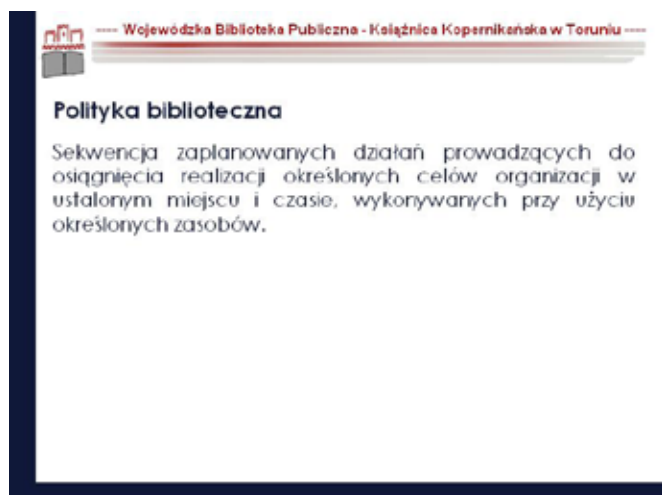 ---- Wojewódzka Biblioteka Publiczna - Książnica Kopernikańska w Toruniu ----
Polityka biblioteczna
Sekwencja zaplanowanych działań prowadzących do
osiągnięcia realizacji określonych celów organizacji w
ustalonym miejscu i czasie, wykonywanych przy użyciu
określonych zasobów.